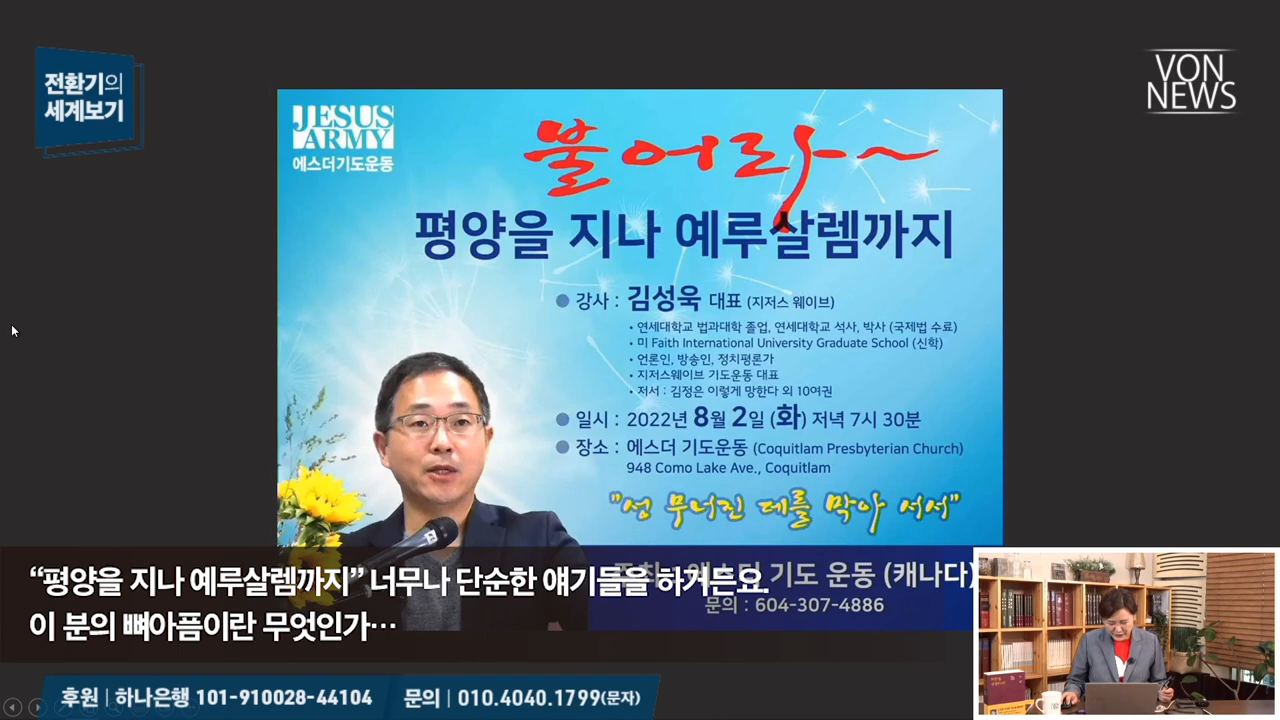 전환기의
세계보기
VON
NEWS
JESUS
ARMY
에스더기도운동
불어라~
평양을 지나 예루살렘까지
강사 : 김성욱 대표 (지저스 웨이브)
• 연세대학교 법과대학 졸업, 연세대학교 석사, 박사 (국제법 수료)
• 미 Faith International University Graduate School (신학)
• 언론인, 방송인, 정치평론가
• 지저스웨이브 기도운동 대표
• 저서 : 김정은 이렇게 망한다 외 10여권
일시 : 2022년 8월 2일 (화) 저녁 7시 30분
장소 : 에스더 기도운동 (Coquitlam Presbyterian Church)
948 Como Lake Ave., Coquitlam
"성 무너진 데를 막아 서서"
에스더 기도 운동 (캐나다)
문의 : 604-307-4886
“평양을 지나 예루살렘까지” 너무나 단순한 얘기들을 하거든요.
이 분의 뼈아픔이란 무엇인가…
후원 | 하나은행 101-910028-44104 문의 | 010.4040.1799(문자)